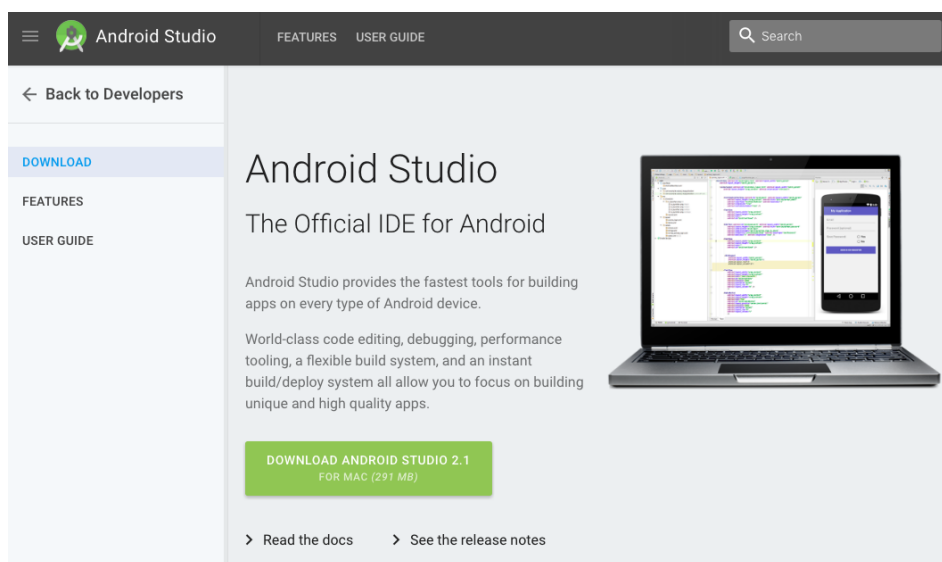 Android Studio
FEATURES
USER GUIDE
Search
Back to Developers
DOWNLOAD
FEATURES
USER GUIDE
Android Studio
The Official IDE for Android
Android Studio provides the fastest tools for building
apps on every type of Android device.
World-class code editing, debugging, performance
tooling, a flexible build system, and an instant
build/deploy system all allow you to focus on building
unique and high quality apps.
DOWNLOAD ANDROID STUDIO 2.1
FOR MAC (291 MB)
Read the docs
See the release notes